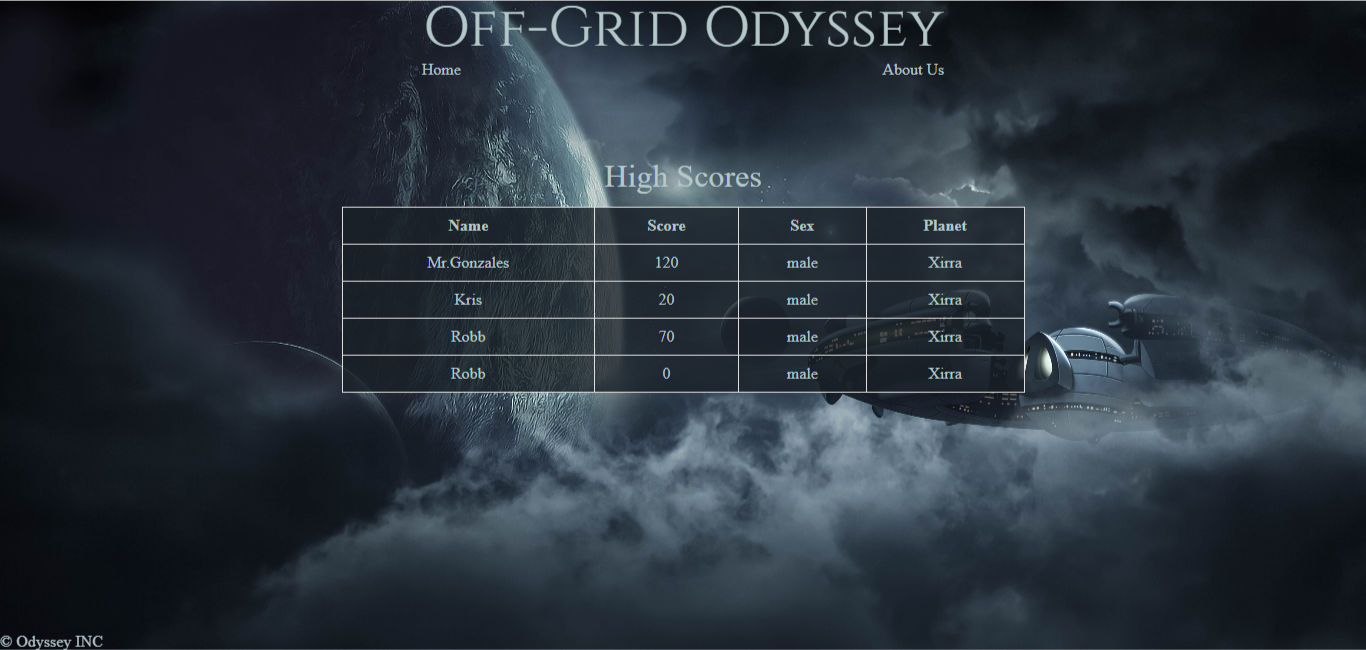 OFF-GRID ODYSSEY
Home About Us
High Scores
Name Score Sex Planet
Mr.Gonzales 120 male Xirra
Kris 20 male Xirra
Robb 70 male Xirra
Robb 0 male Xirra
© Odyssey INC